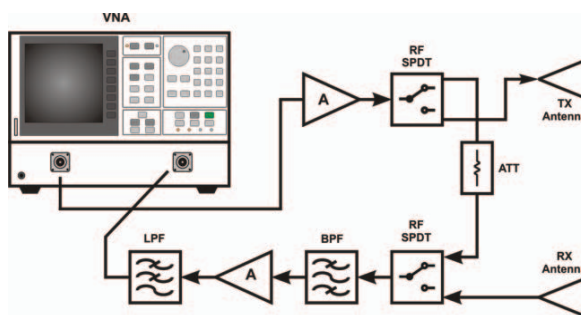 VNA
RF
SPDT
A
TX
Antenn
ATT
LPF
BPF
RF
SPDT
A
RX
Antenn